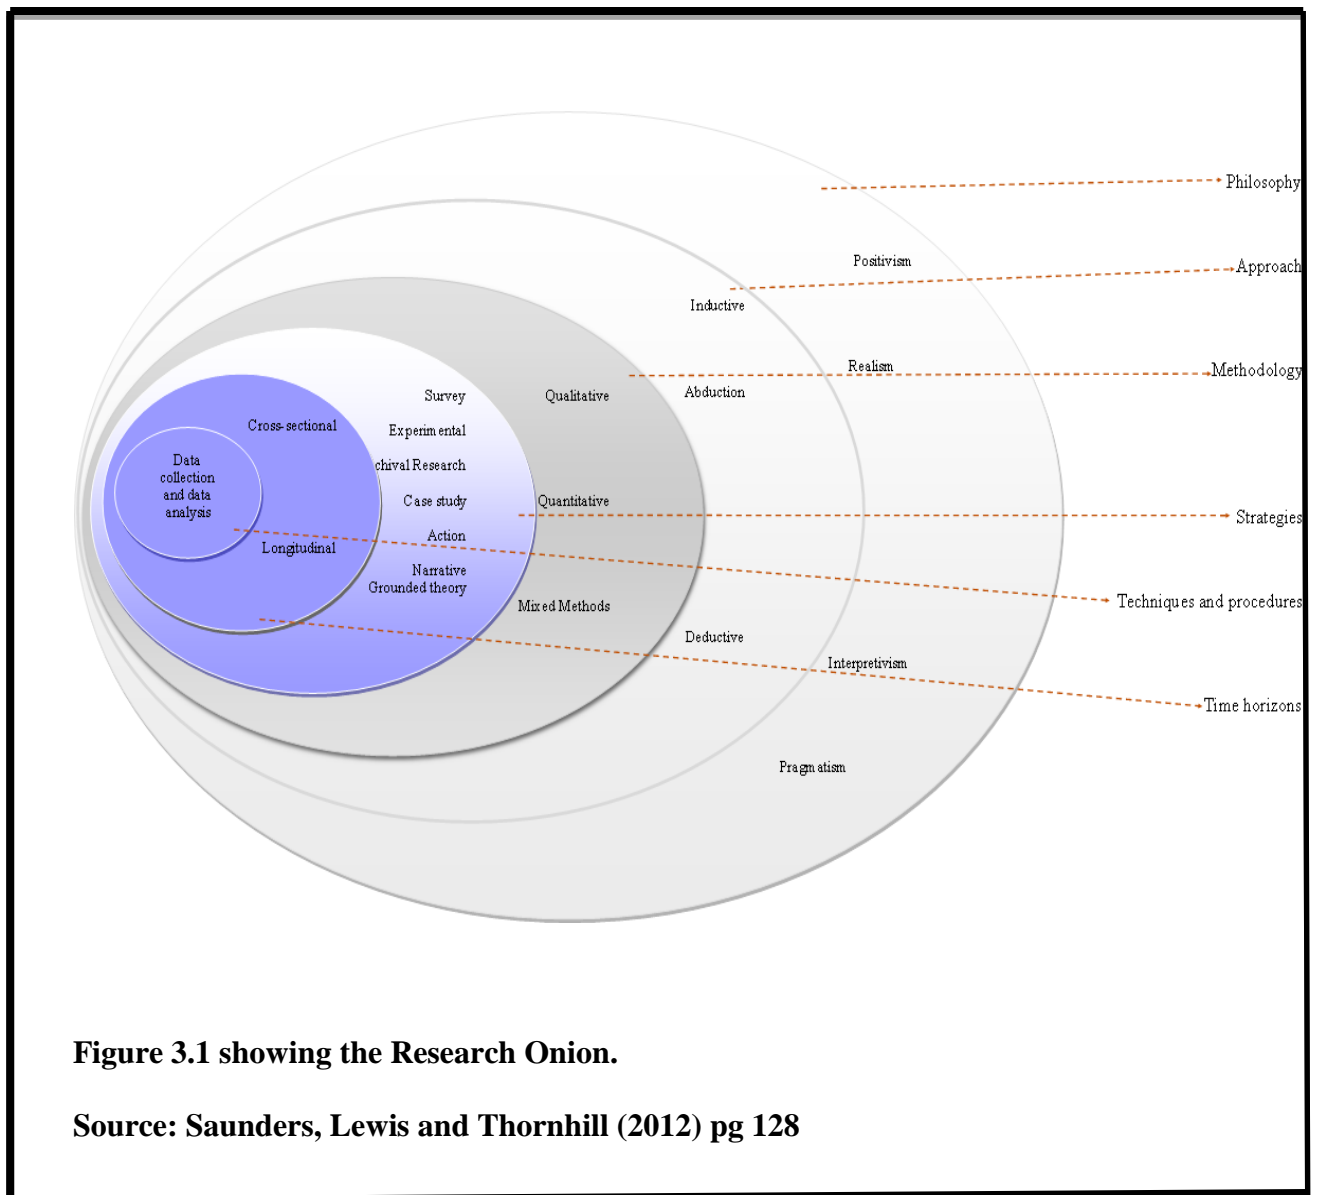 Philosophy
Positivism
Approach
Inductive
Realism
Methodology
Abduction
Survey
Qualitative
Cross-sectional
Experimental
Data
collection
and data
analysis
chival Research
Case study
Quantitative
Strategies
Action
Longitudinal
Narrative
Grounded theory
Mixed Methods
Techniques and procedures
Deductive
Interpretivism
Time horizons
Pragmatism
Figure 3.1 showing the Research Onion.
Source: Saunders, Lewis and Thornhill (2012) pg 128